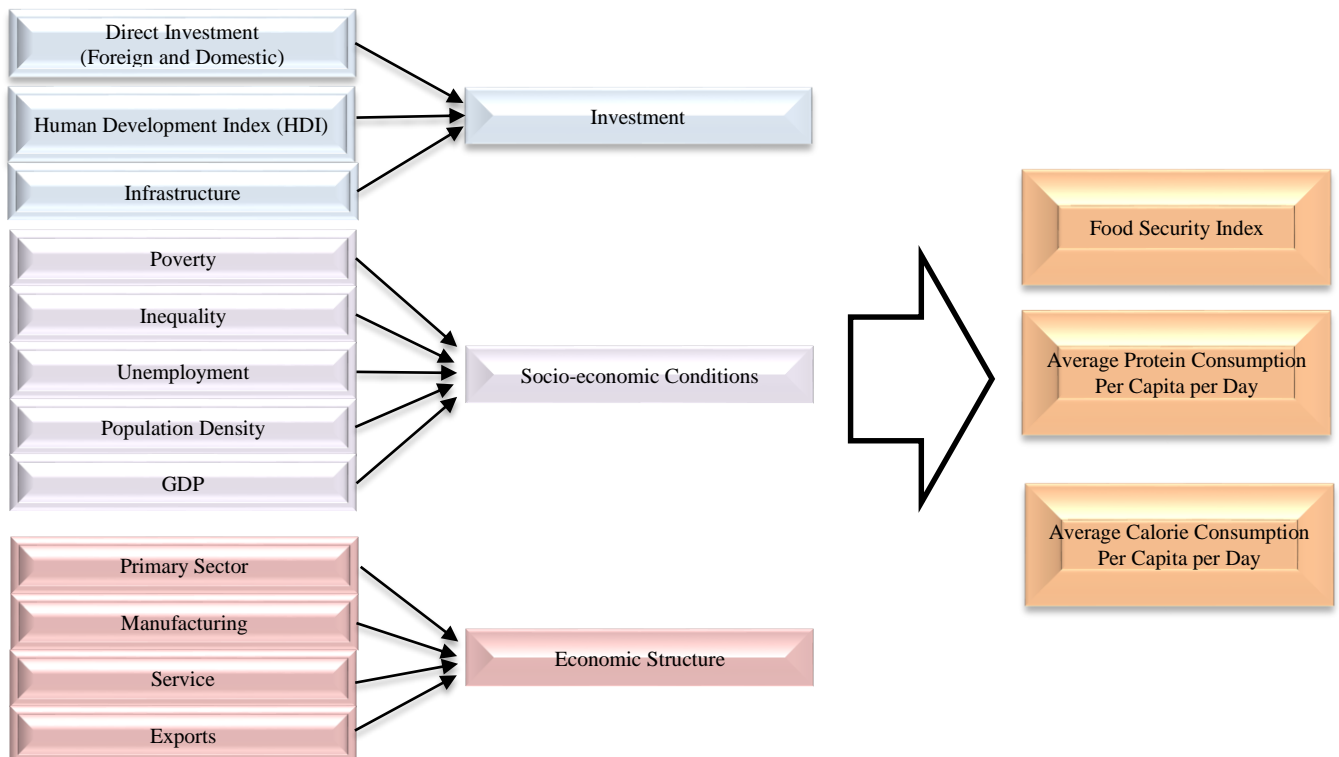 Direct Investment
(Foreign and Domestic)
Human Development Index (HDI)
Infrastructure
Investment
Poverty
Inequality
Unemployment
Population Density
GDP
Socio-economic Conditions
Primary Sector
Manufacturing
Service
Exports
Economic Structure
Food Security Index
Average Protein Consumption
Per Capita per Day
Average Calorie Consumption
Per Capita per Day